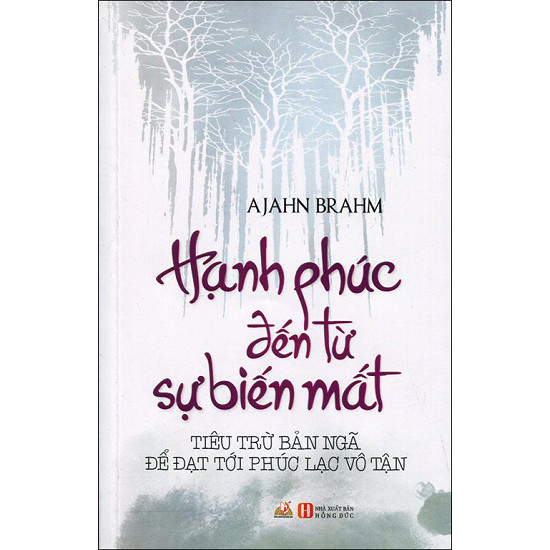 AJAHN BRAHM
Hạnh phúc
đến từ
sự biến mất
TIÊU TRỪ BẢN NGÃ
ĐỂ ĐẠT TỚI PHÚC LẠC VÔ TẬN
NHÀ XUẤT BẢN
HỒNG ĐỨC